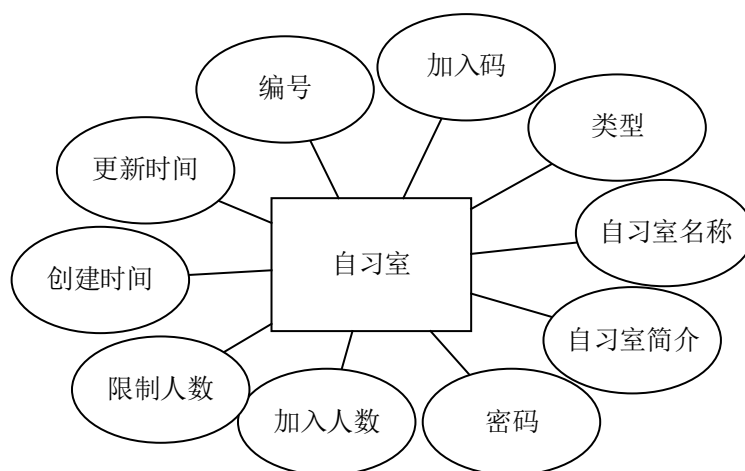 加入码
编号
类型
更新时间
自习室名称
自习室
创建时间
自习室简介
限制人数
加入人数
密码